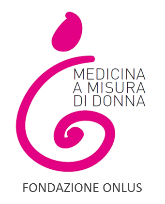 MEDICINA
A MISURA
DI DONNA
FONDAZIONE ONLUS